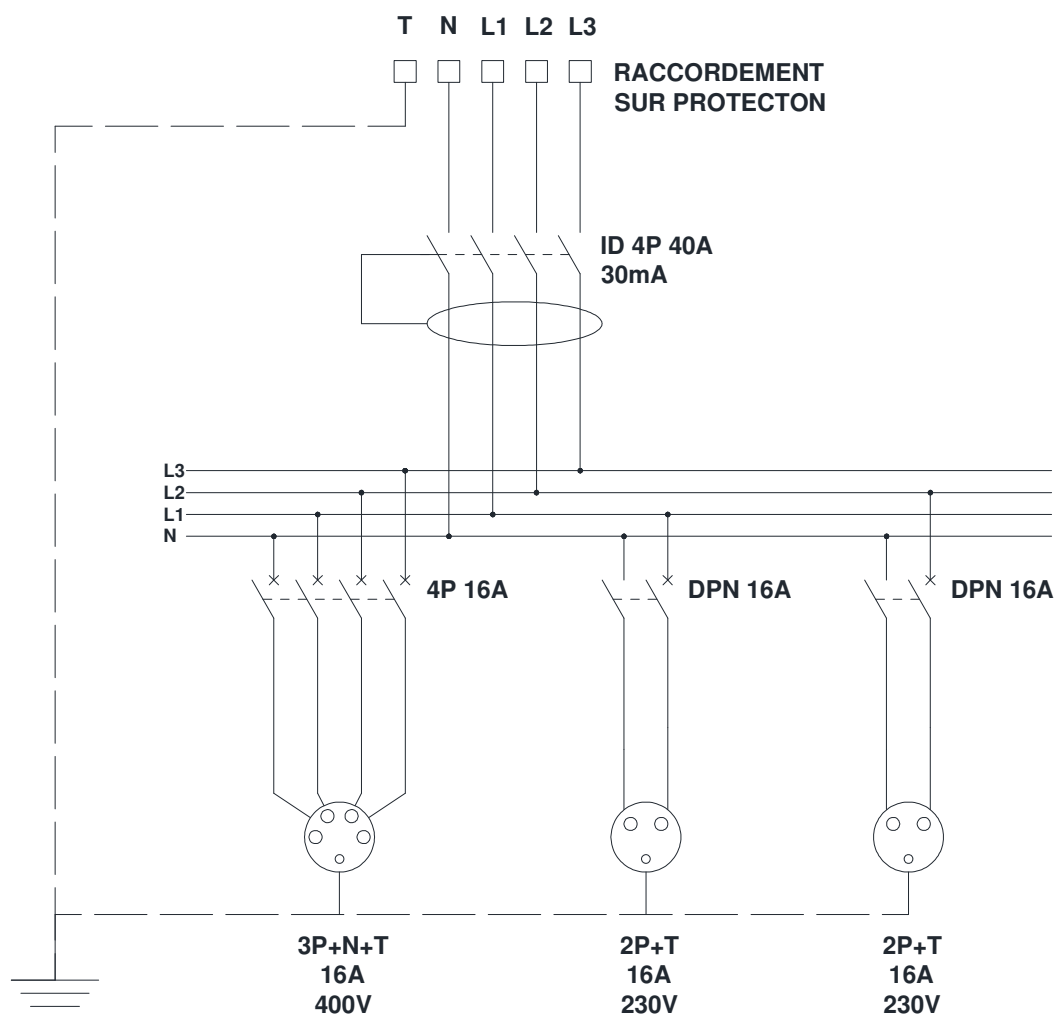 T N L1 L2 L3
RACCORDEMENT
SUR PROTECTON
ID 4P 40A
30mA
L3
L2
L1
N
4P 16A
DPN 16A
DPN 16A
3P+N+T
16A
400V
2P+T
16A
230V
2P+T
16A
230V